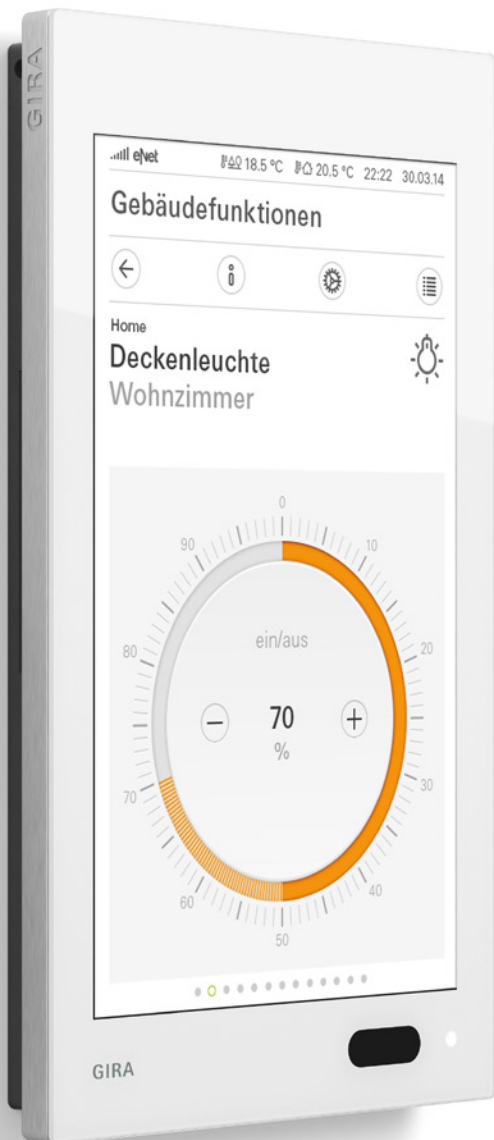 GIRA
eNet 18.5 °C 20.5 °C 22:22 30.03.14
Gebäudefunktionen
Home
Deckenleuchte
Wohnzimmer
0
10
20
30
40
50
60
70
80
90
ein/aus
− 70 +
%
GIRA